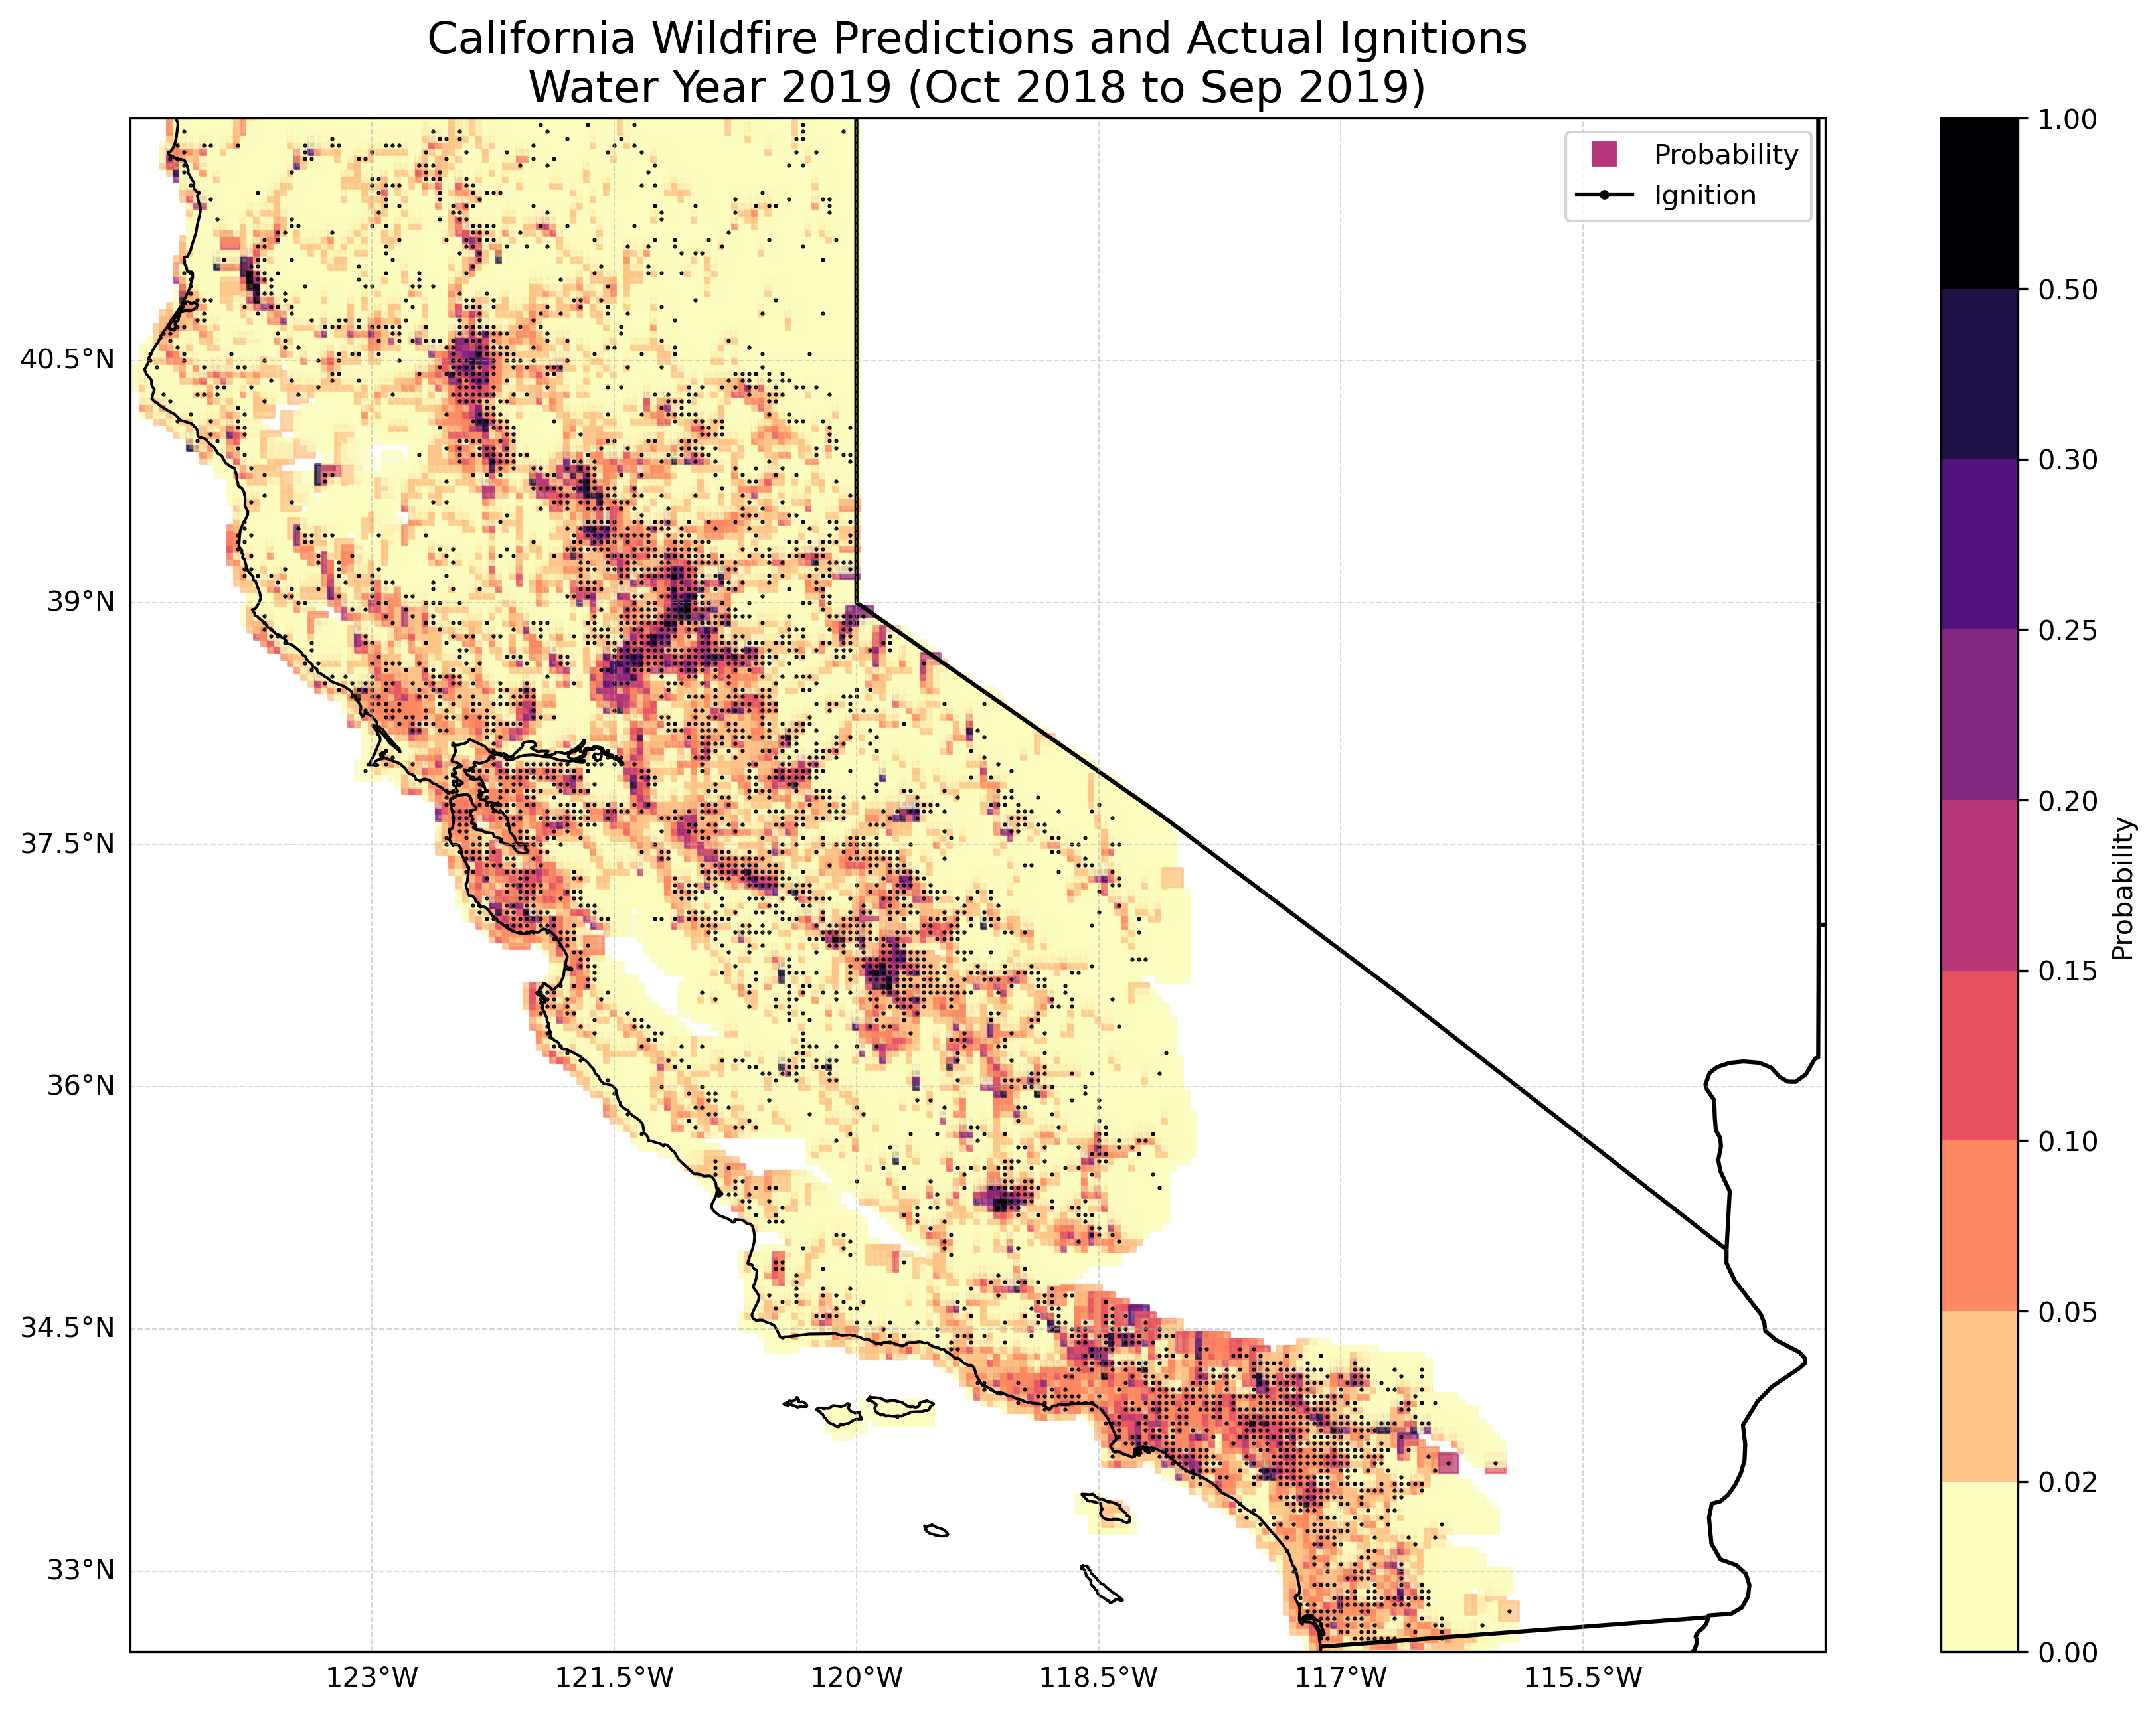 California Wildfire Predictions and Actual Ignitions
Water Year 2019 (Oct 2018 to Sep 2019)
Probability
Ignition
40.5°N
39°N
37.5°N
36°N
34.5°N
33°N
123°W
121.5°W
120°W
118.5°W
117°W
115.5°W
1.00
0.50
0.30
0.25
0.20
0.15
0.10
0.05
0.02
0.00
Probability